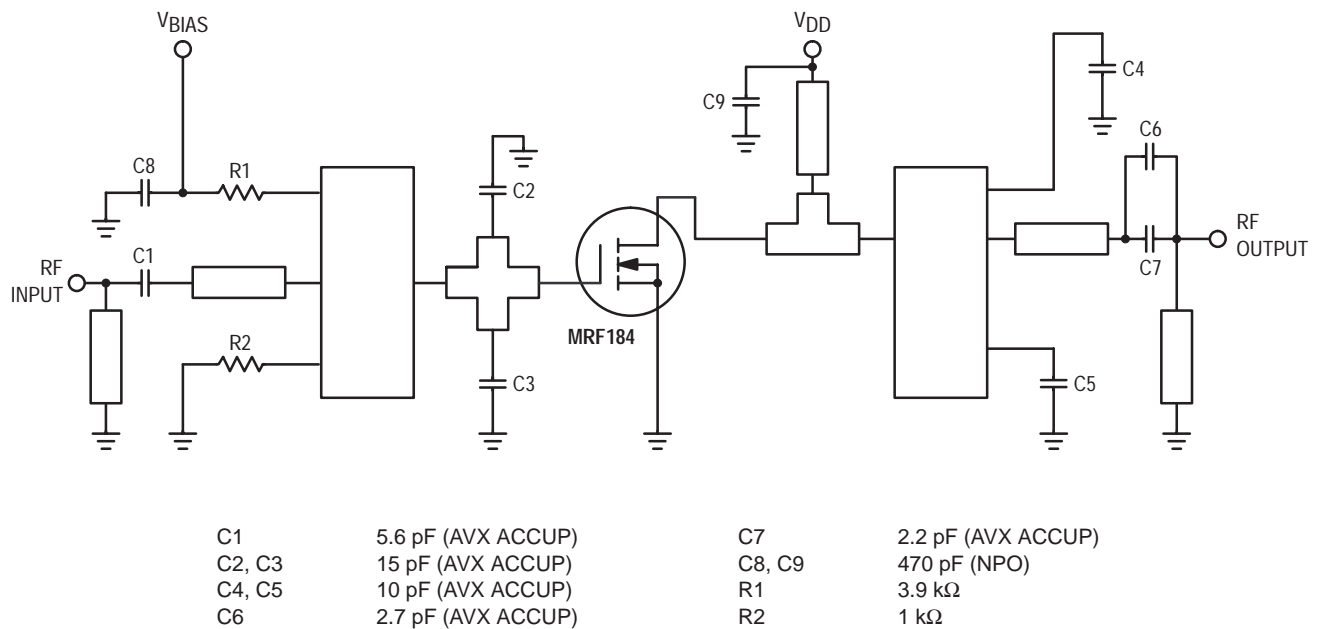 VBIAS
VDD
C4
C9
C6
C8
R1
C2
C1
RF
INPUT
C7
RF
OUTPUT
MRF184
R2
C3
C5
C1 5.6 pF (AVX ACCUP) C7 2.2 pF (AVX ACCUP)
C2, C3 15 pF (AVX ACCUP) C8, C9 470 pF (NPO)
C4, C5 10 pF (AVX ACCUP) R1 3.9 kΩ
C6 2.7 pF (AVX ACCUP) R2 1 kΩ